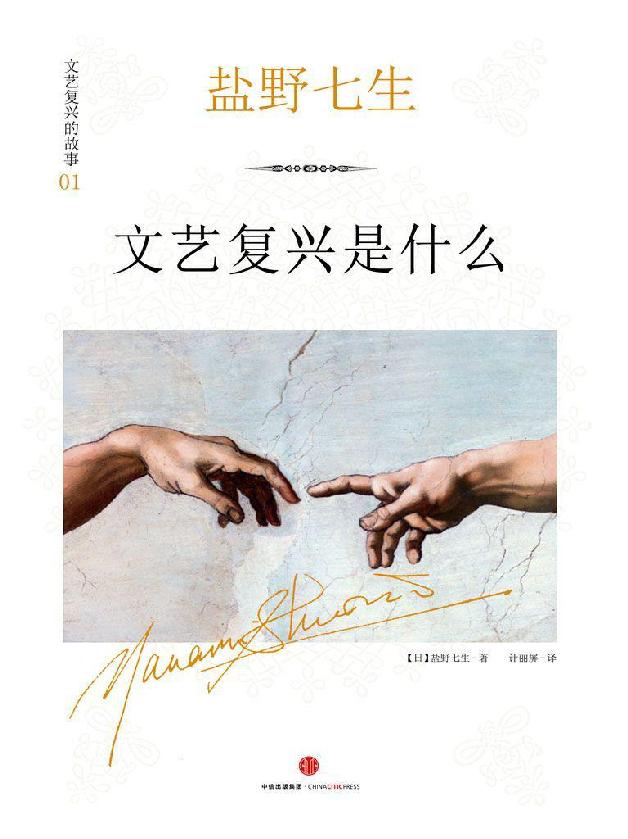 文艺复兴的故事
01
盐野七生
文艺复兴是什么
Nanami Shiono
【日】盐野七生 著 计丽屏 译
中信出版集团·CHINA CITIC PRESS